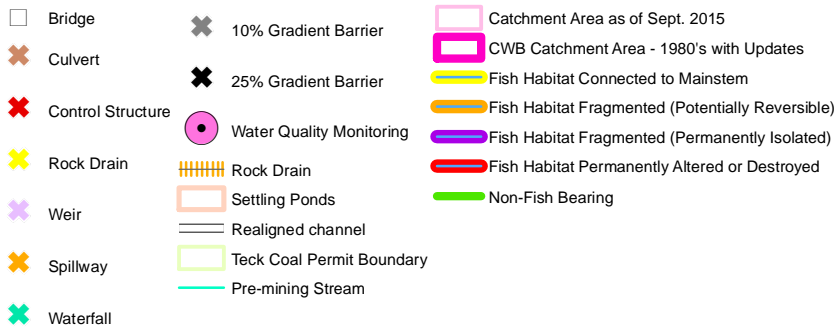 Bridge
Culvert
Control Structure
Rock Drain
Weir
Spillway
Waterfall
10% Gradient Barrier
25% Gradient Barrier
Water Quality Monitoring
Rock Drain
Settling Ponds
Realigned channel
Teck Coal Permit Boundary
Pre-mining Stream
Catchment Area as of Sept. 2015
CWB Catchment Area - 1980's with Updates
Fish Habitat Connected to Mainstem
Fish Habitat Fragmented (Potentially Reversible)
Fish Habitat Fragmented (Permanently Isolated)
Fish Habitat Permanently Altered or Destroyed
Non-Fish Bearing